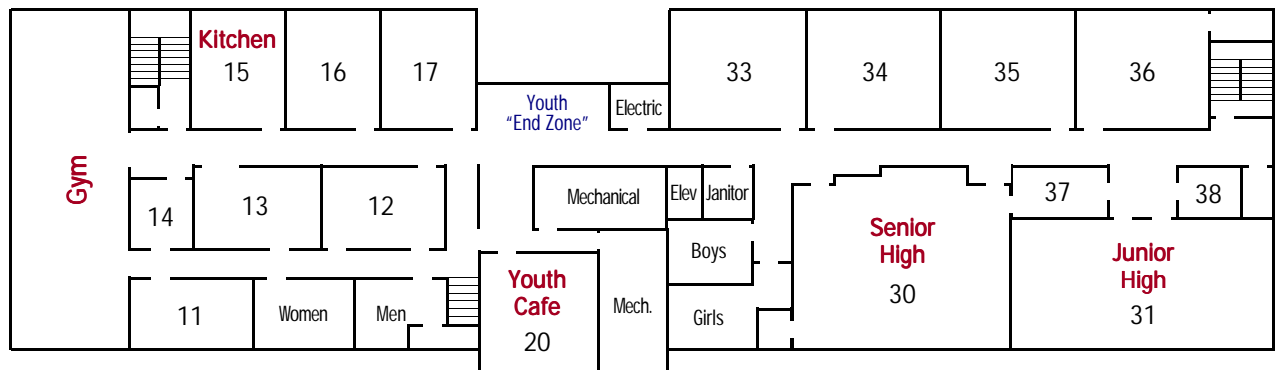 Kitchen
15
16
17
33
34
35
36
Youth
"End Zone"
Electric
Gym
14
13
12
Mechanical
Elev
Janitor
37
38
Boys
Senior
High
30
Junior
High
31
Youth
Cafe
20
Mech.
Girls
11
Women
Men